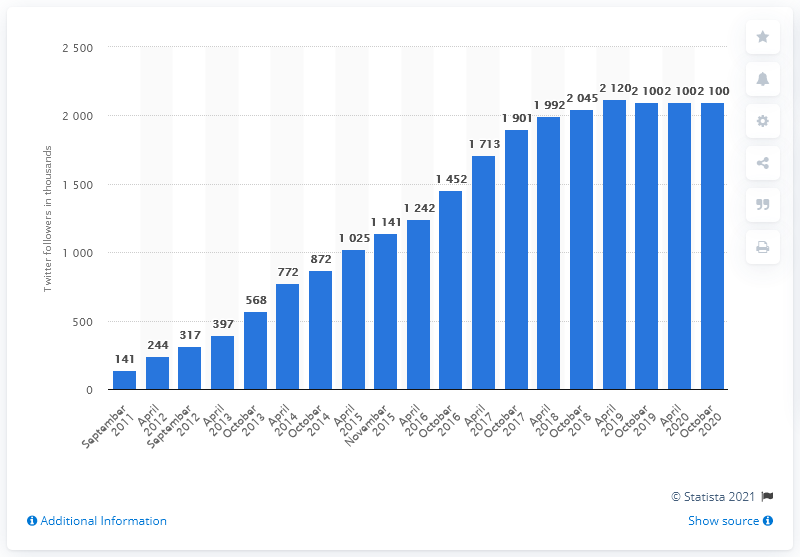 2 500
2 000
1 500
1 000
500
0
Twitter followers in thousands
141
244
317
397
568
772
872
1 025
1 141
1 242
1 452
1 713
1 901
1 992
2 045
2 120
2 100
2 100
2 100
September
2011
April
2012
September
2012
April
2013
October
2013
April
2014
October
2014
April
2015
November
2015
April
2016
October
2016
April
2017
October
2017
April
2018
October
2018
April
2019
October
2019
April
2020
October
2020
© Statista 2021
Additional Information
Show source